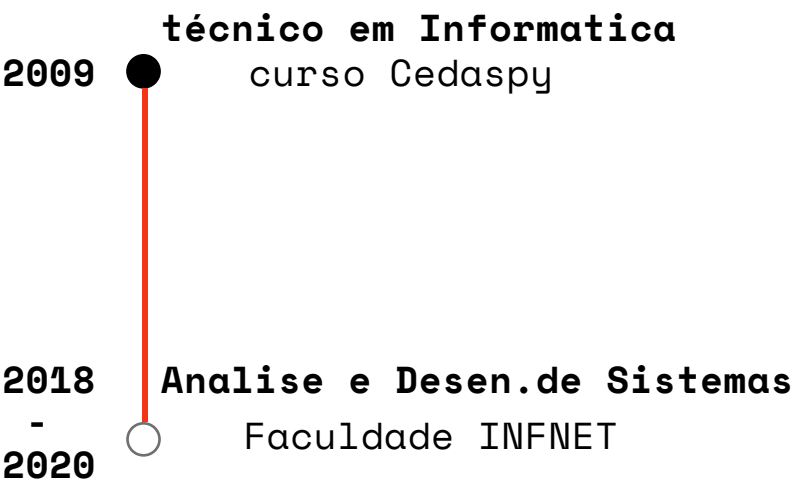 técnico em Informatica
2009 curso Cedaspy
2018 Analise e Desen.de Sistemas
-
Faculdade INFNET
2020